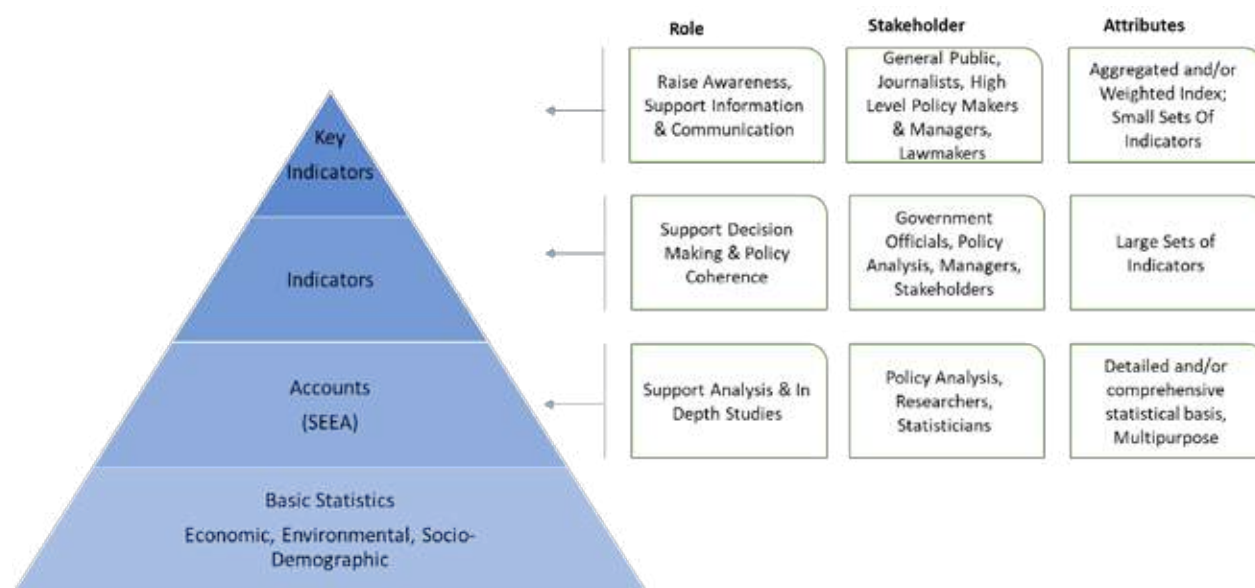 Role
Stakeholder
Attributes
Key
Indicators
Raise Awareness,
Support Information
& Communication
General Public,
Journalists, High
Level Policy Makers
& Managers,
Lawmakers
Aggregated and/or
Weighted Index;
Small Sets Of
Indicators
Indicators
Support Decision
Making & Policy
Coherence
Government
Officials, Policy
Analysis, Managers,
Stakeholders
Large Sets of
Indicators
Accounts
(SEEA)
Support Analysis & In
Depth Studies
Policy Analysis,
Researchers,
Statisticians
Detailed and/or
comprehensive
statistical basis,
Multipurpose
Basic Statistics
Economic, Environmental, Socio-
Demographic